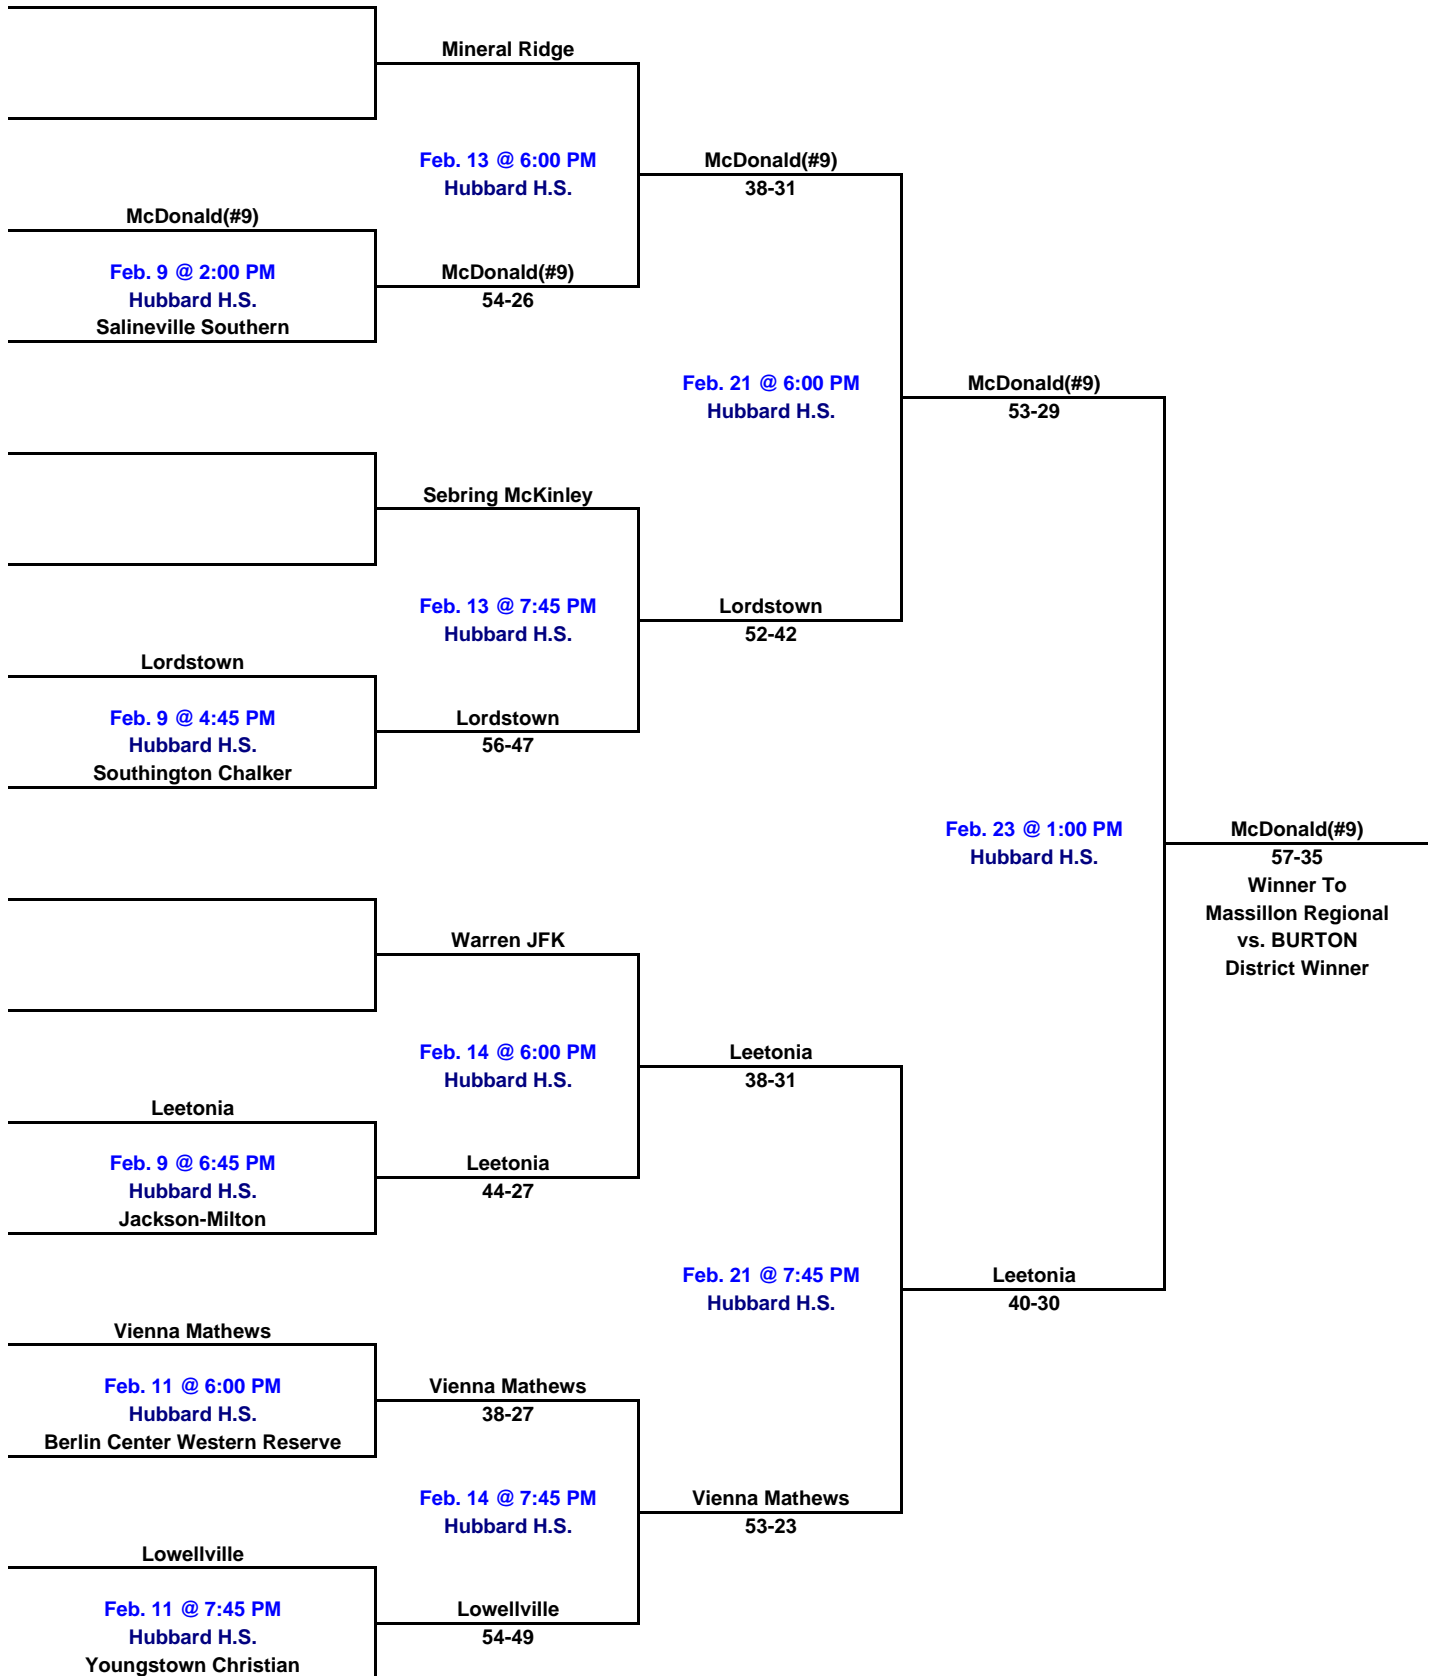 Mineral Ridge
Feb. 13 @ 6:00 PM
Hubbard H.S.
McDonald(#9)
38-31
McDonald(#9)
Feb. 9 @ 2:00 PM
Hubbard H.S.
Salineville Southern
McDonald(#9)
54-26
Feb. 21 @ 6:00 PM
Hubbard H.S.
McDonald(#9)
53-29
Sebring McKinley
Feb. 13 @ 7:45 PM
Hubbard H.S.
Lordstown
52-42
Lordstown
Feb. 9 @ 4:45 PM
Hubbard H.S.
Southington Chalker
Lordstown
56-47
Feb. 23 @ 1:00 PM
Hubbard H.S.
McDonald(#9)
57-35
Winner To
Massillon Regional
vs. BURTON
District Winner
Warren JFK
Feb. 14 @ 6:00 PM
Hubbard H.S.
Leetonia
38-31
Leetonia
Feb. 9 @ 6:45 PM
Hubbard H.S.
Jackson-Milton
Leetonia
44-27
Feb. 21 @ 7:45 PM
Hubbard H.S.
Leetonia
40-30
Vienna Mathews
Feb. 11 @ 6:00 PM
Hubbard H.S.
Berlin Center Western Reserve
Vienna Mathews
38-27
Feb. 14 @ 7:45 PM
Hubbard H.S.
Vienna Mathews
53-23
Lowellville
Feb. 11 @ 7:45 PM
Hubbard H.S.
Youngstown Christian
Lowellville
54-49